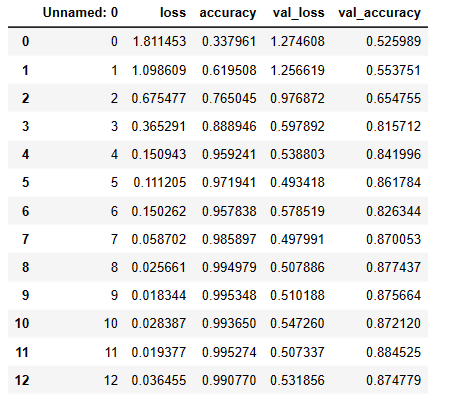 Unnamed: 0 loss accuracy val_loss val_accuracy
0 0 1.811453 0.337961 1.274608 0.525989
1 1 1.098609 0.619508 1.256619 0.553751
2 2 0.675477 0.765045 0.976872 0.654755
3 3 0.365291 0.888946 0.597892 0.815712
4 4 0.150943 0.959241 0.538803 0.841996
5 5 0.111205 0.971941 0.493418 0.861784
6 6 0.150262 0.957838 0.578519 0.826344
7 7 0.058702 0.985897 0.497991 0.870053
8 8 0.025661 0.994979 0.507886 0.877437
9 9 0.018344 0.995348 0.510188 0.875664
10 10 0.028387 0.993650 0.547260 0.872120
11 11 0.019377 0.995274 0.507337 0.884525
12 12 0.036455 0.990770 0.531856 0.874779